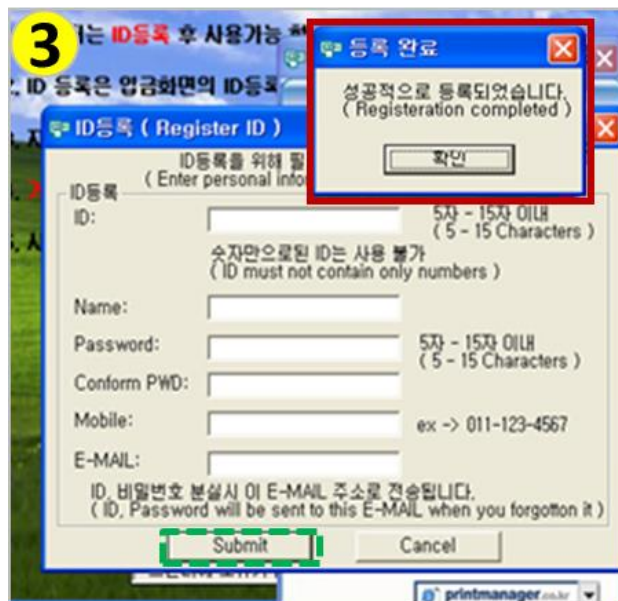 3
는 ID등록 후 사용가능
ID 등록은 입금화면의 ID등록
등록 완료
성공적으로 등록되었습니다.
( Registeration completed )
확인
ID등록 ( Register ID )
ID등록을 위해 필
( Enter personal infor
ID등록
ID:
5자 - 15자 이내
( 5 - 15 Characters )
숫자만으로된 ID는 사용 불가
( ID must not contain only numbers )
Name:
Password:
5자 - 15자 이내
( 5 - 15 Characters )
Conform PWD:
Mobile:
ex -> 011-123-4567
E-MAIL:
ID, 비밀번호 분실시 이 E-MAIL 주소로 전송됩니다.
( ID, Password will be sent to this E-MAIL when you forgotton it )
Submit
Cancel
printmanager.co.kr